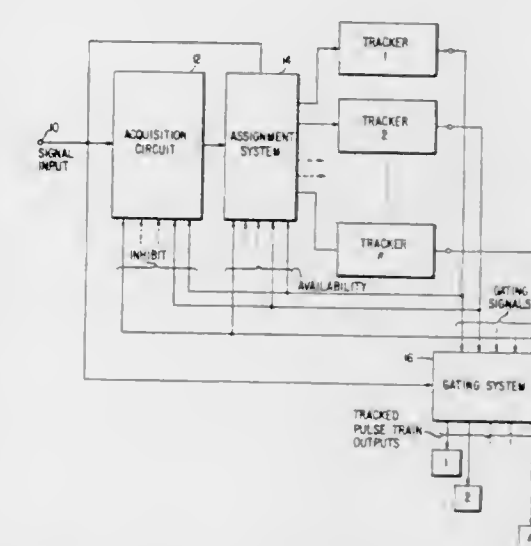 TRACKER
1
12
14
10
SIGNAL
INPUT
ACQUISITION
CIRCUIT
ASSIGNMENT
SYSTEM
TRACKER
2
TRACKER
n
INHIBIT
AVAILABILITY
GATING
SIGNALS
16
GATING SYSTEM
TRACKED
PULSE TRAIN
OUTPUTS
1
2